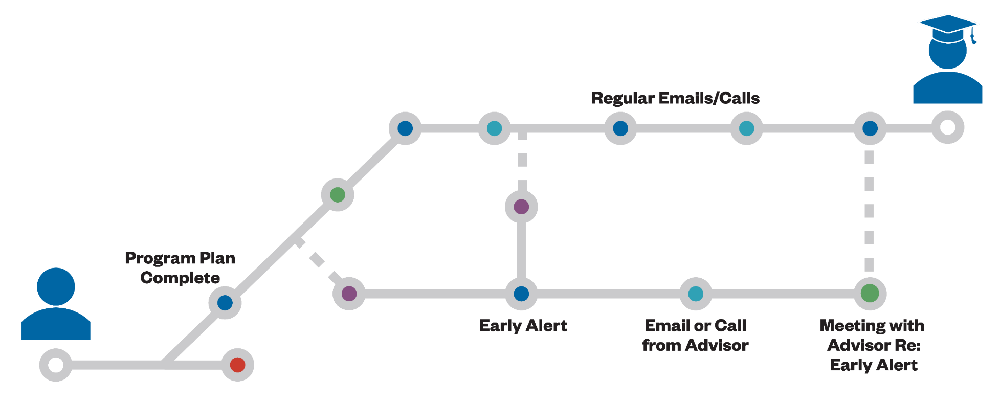 Regular Emails/Calls
Program Plan
Complete
Early Alert
Email or Call
from Advisor
Meeting with
Advisor Re:
Early Alert